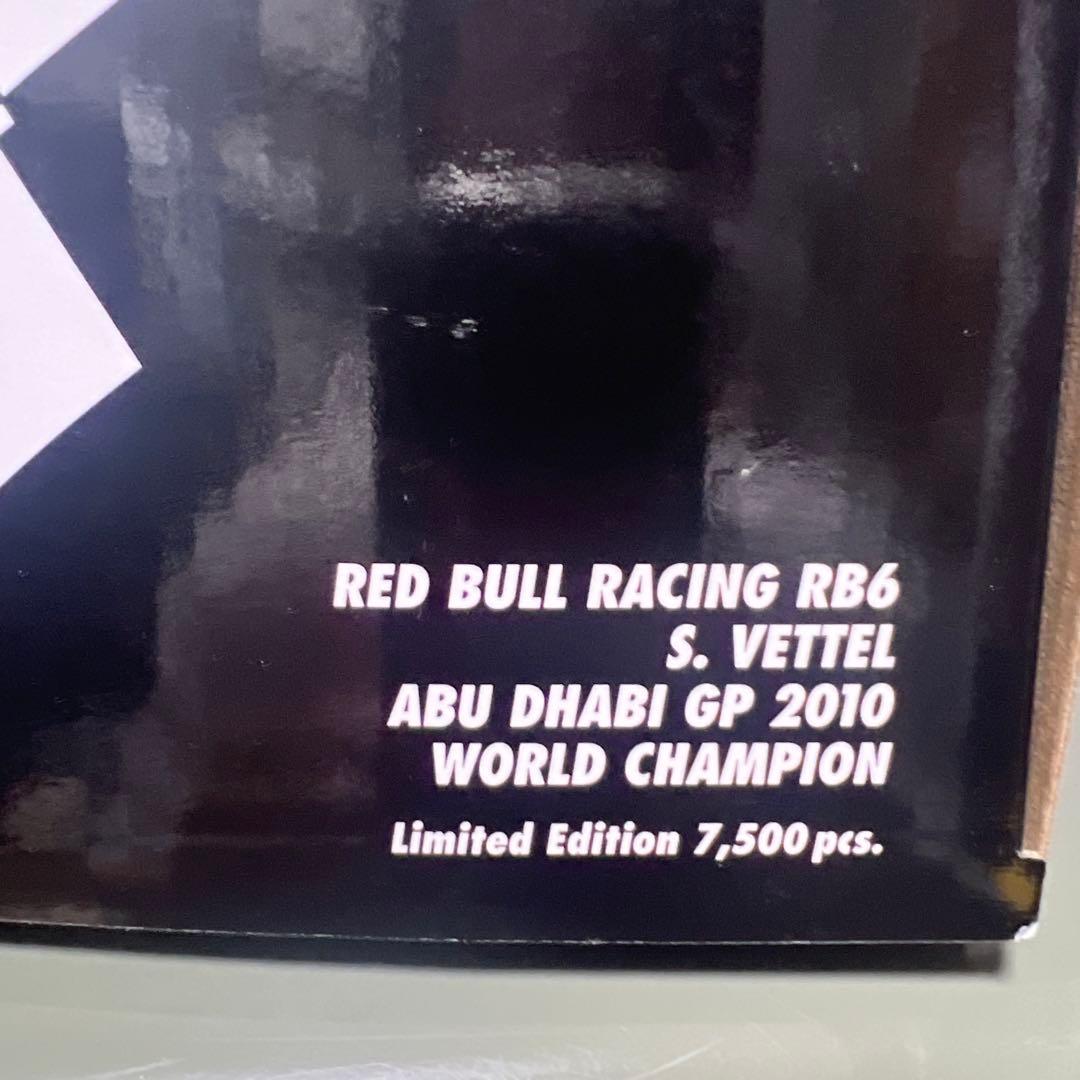 RED BULL RACING RB6
S. VETTEL
ABU DHABI GP 2010
WORLD CHAMPION
Limited Edition 7,500 pcs.